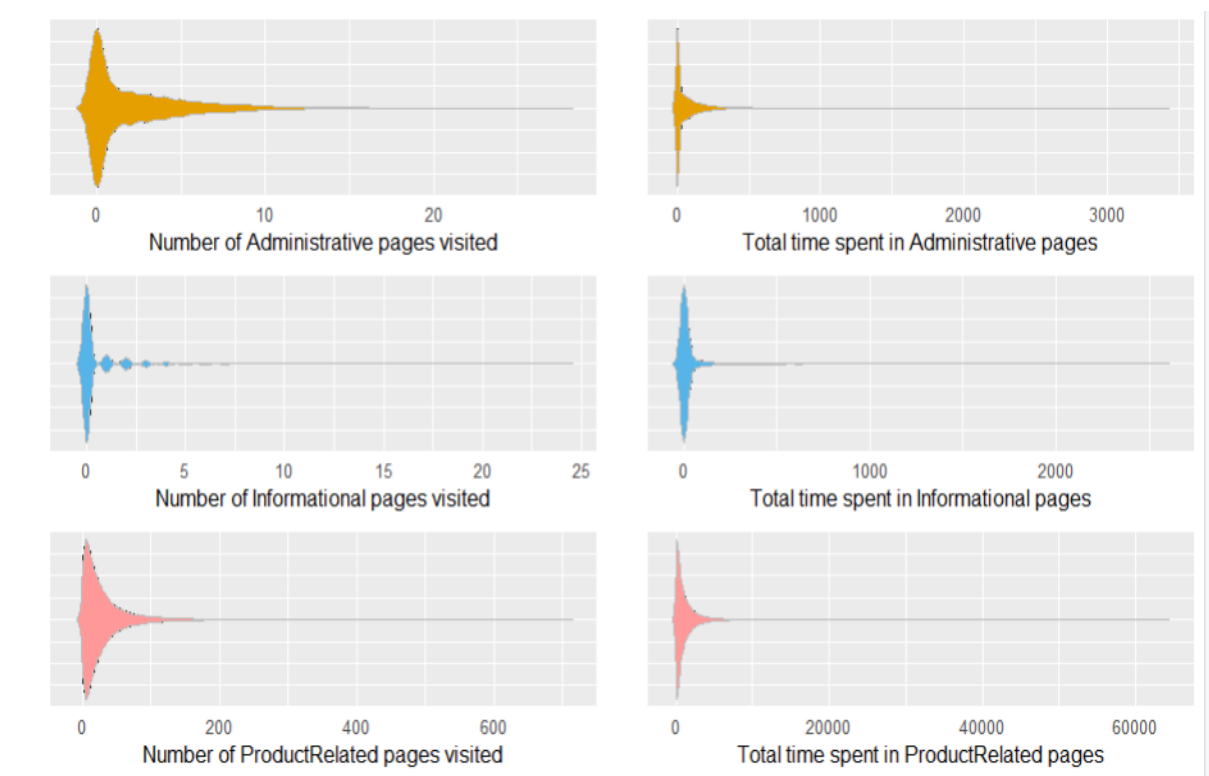 0 10 20
Number of Administrative pages visited
0 1000 2000 3000
Total time spent in Administrative pages
0 5 10 15 20 25
Number of Informational pages visited
0 1000 2000
Total time spent in Informational pages
0 200 400 600
Number of ProductRelated pages visited
0 20000 40000 60000
Total time spent in ProductRelated pages